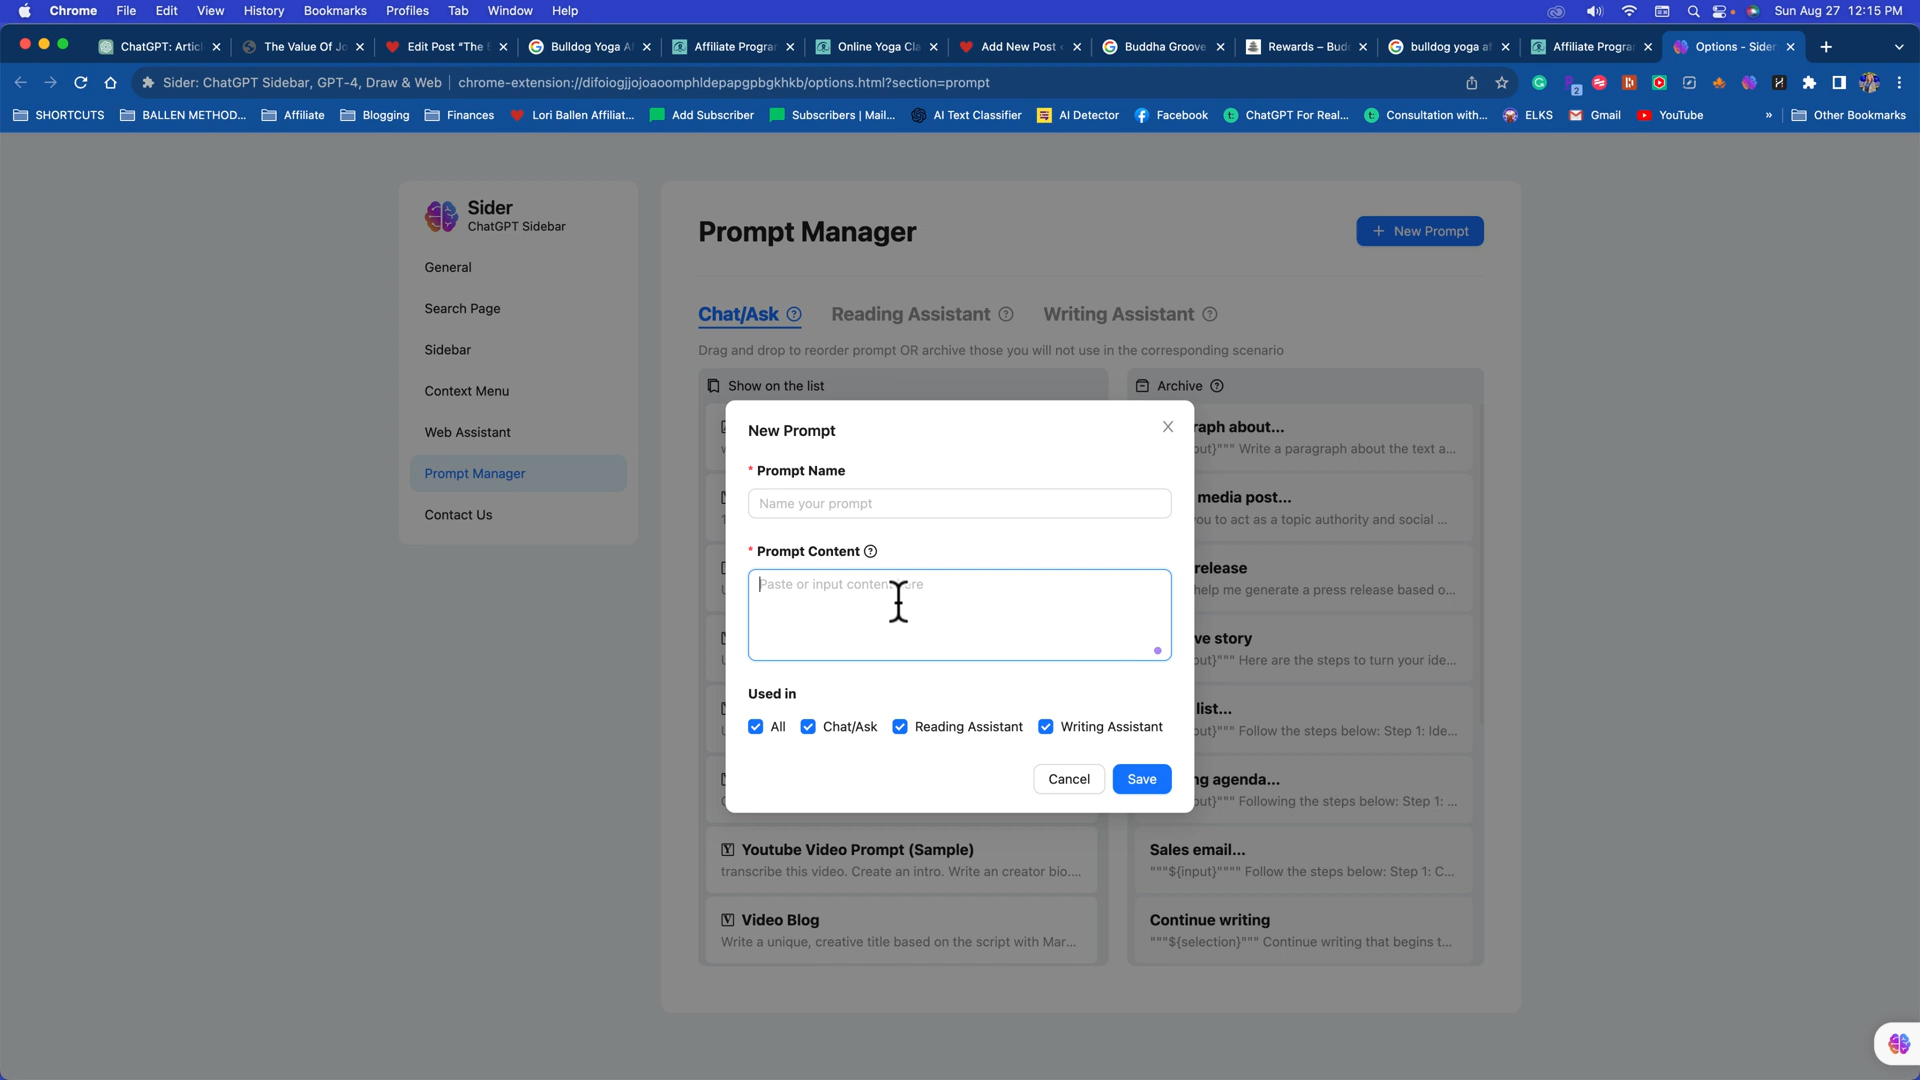 Chrome File Edit View History Bookmarks Profiles Tab Window Help Sun Aug 27 12:15 PM
ChatGPT: Artic The Value Of Jo Edit Post "The Bulldog Yoga Af Affiliate Progra Online Yoga Cla Add New Post Buddha Groove Rewards – Bud bulldog yoga af Affiliate Progra Options - Sider
Sider: ChatGPT Sidebar, GPT-4, Draw & Web chrome-extension://difoiogjjojoaoomphldepapgpbgkhkb/options.html?section=prompt 2
SHORTCUTS BALLEN METHOD... Affiliate Blogging Finances Lori Ballen Affiliat... Add Subscriber Subscribers | Mail... AI Text Classifier AI Detector Facebook ChatGPT For Real... Consultation with... ELKS Gmail YouTube » Other Bookmarks
Sider
ChatGPT Sidebar
General
Search Page
Sidebar
Context Menu
Web Assistant
Prompt Manager
Contact Us
Prompt Manager
+ New Prompt
Chat/Ask Reading Assistant Writing Assistant
Drag and drop to reorder prompt OR archive those you will not use in the corresponding scenario
Show on the list
Archive
New Prompt
* Prompt Name
Name your prompt
* Prompt Content
Paste or input content
Used in
All Chat/Ask Reading Assistant Writing Assistant
Cancel Save
Youtube Video Prompt (Sample)
transcribe this video. Create an intro. Write an creator bio....
Video Blog
Write a unique, creative title based on the script with Mar...
raph about...
ut}""" Write a paragraph about the text a...
media post...
ou to act as a topic authority and social ...
release
help me generate a press release based o...
ve story
ut}""" Here are the steps to turn your ide...
list...
ut}""" Follow the steps below: Step 1: Ide...
ng agenda...
ut}""" Following the steps below: Step 1: ...
Sales email...
"""${input}"""" Follow the steps below: Step 1: C...
Continue writing
"""${selection}""" Continue writing that begins t...